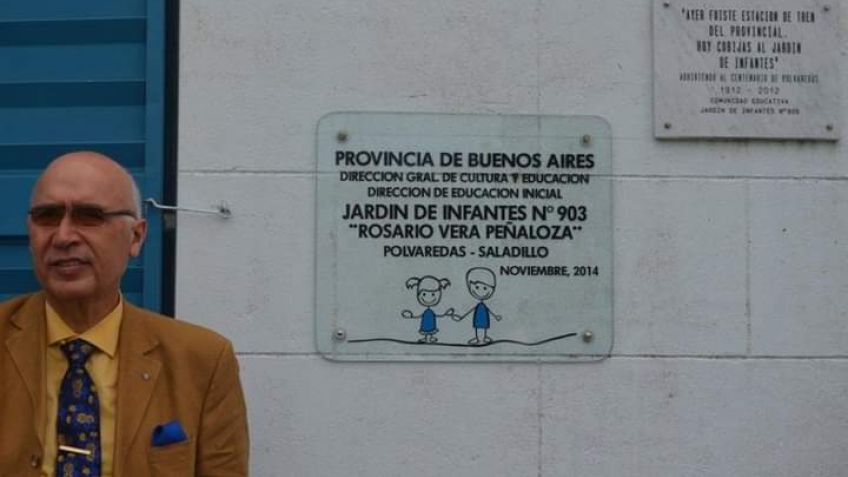 "AYER FUISTE ESTACION DE TREN
DEL PROVINCIAL,
HOY COBIJAS AL JARDIN
DE INFANTES"
ADHIRIENDO AL CENTENARIO DE POLVAREDAS
1912 - 2012
COMUNIDAD EDUCATIVA
JARDIN DE INFANTES Nº
PROVINCIA DE BUENOS AIRES
DIRECCION GRAL. DE CULTURA Y EDUCACION
DIRECCION DE EDUCACION INICIAL
JARDIN DE INFANTES Nº 903
"ROSARIO VERA PEÑALOZA"
POLVAREDAS - SALADILLO
NOVIEMBRE, 2014